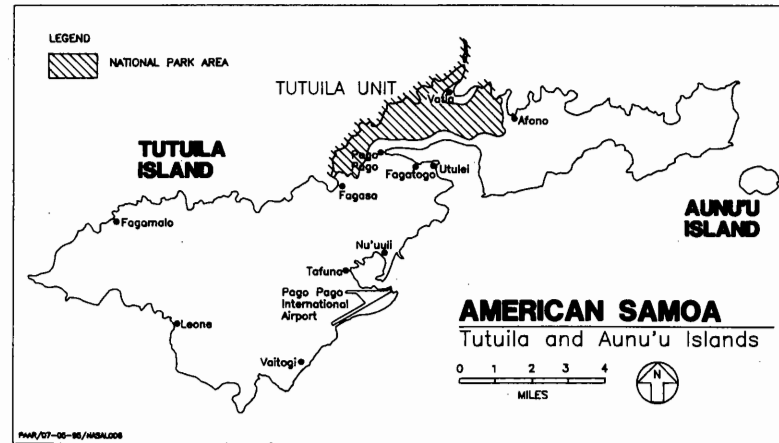 LEGEND
NATIONAL PARK AREA
TUTUILA UNIT
Vatia
Afono
TUTUILA
ISLAND
Pago
Pago
Fagatogo
Utulei
Fagasa
AUNU'U
ISLAND
Fagamalo
Nu'uuli
Tafuna
Pago Pago
International
Airport
Leone
Vaitogi
AMERICAN SAMOA
Tutuila and Aunu'u Islands
0 1 2 3 4
MILES
N